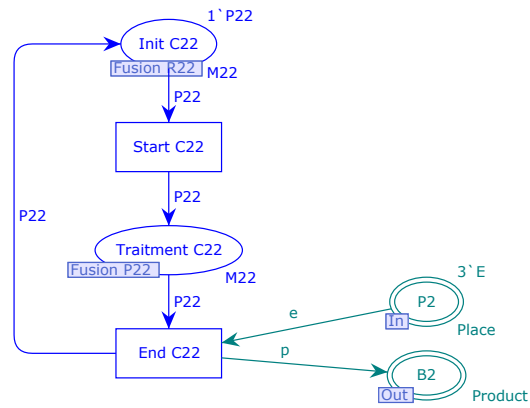 1`P22
Init C22
Fusion R22
M22
P22
Start C22
P22
P22
Traitment C22
Fusion P22
M22
3`E
P22
P2
e
In
Place
End C22
p
B2
Out
Product